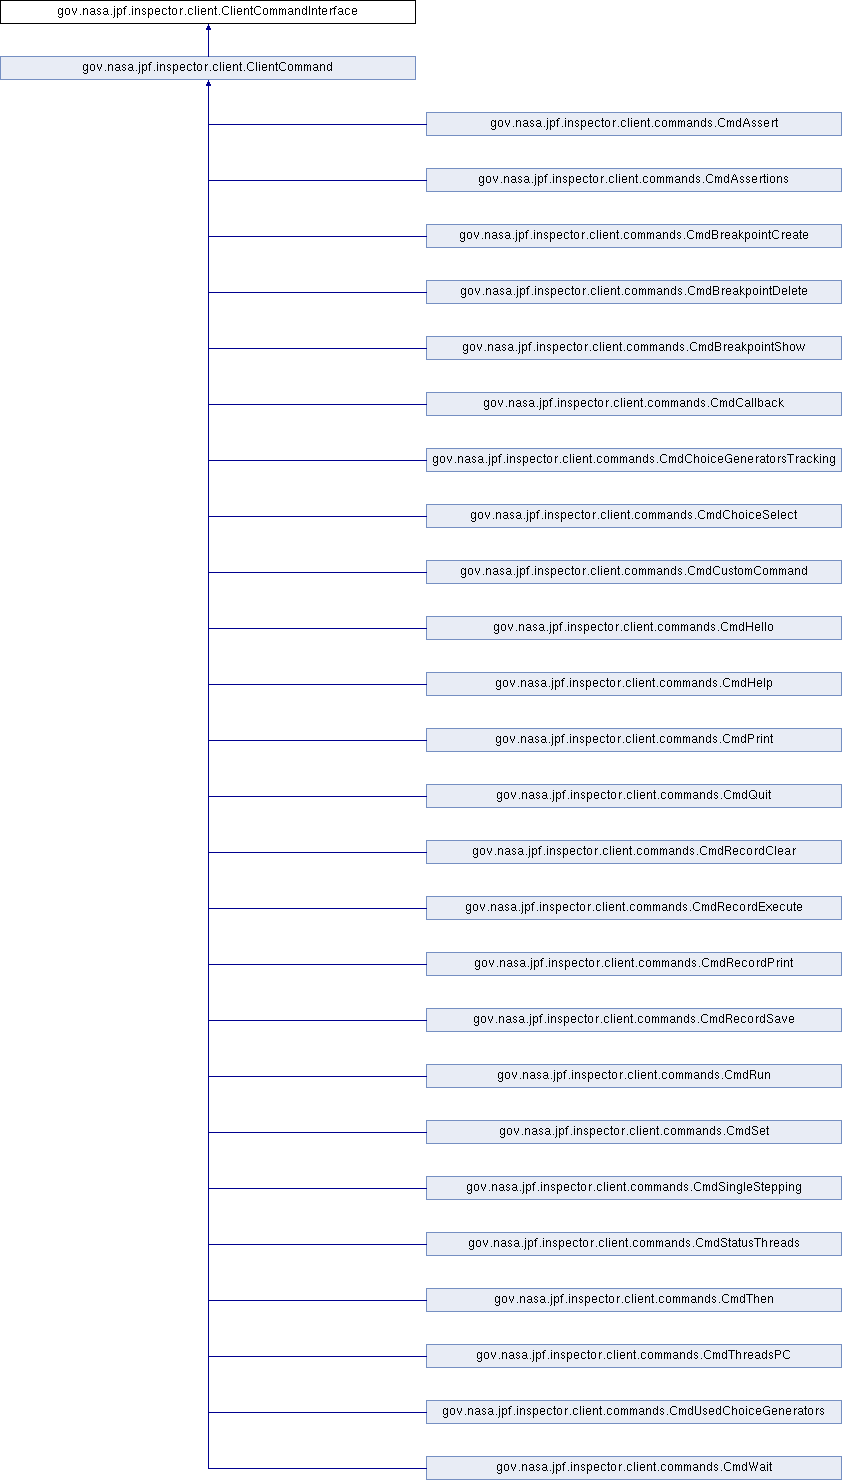 gov.nasa.jpf.inspector.client.ClientCommandInterface
gov.nasa.jpf.inspector.client.ClientCommand
gov.nasa.jpf.inspector.client.commands.CmdAssert
gov.nasa.jpf.inspector.client.commands.CmdAssertions
gov.nasa.jpf.inspector.client.commands.CmdBreakpointCreate
gov.nasa.jpf.inspector.client.commands.CmdBreakpointDelete
gov.nasa.jpf.inspector.client.commands.CmdBreakpointShow
gov.nasa.jpf.inspector.client.commands.CmdCallback
gov.nasa.jpf.inspector.client.commands.CmdChoiceGeneratorsTracking
gov.nasa.jpf.inspector.client.commands.CmdChoiceSelect
gov.nasa.jpf.inspector.client.commands.CmdCustomCommand
gov.nasa.jpf.inspector.client.commands.CmdHello
gov.nasa.jpf.inspector.client.commands.CmdHelp
gov.nasa.jpf.inspector.client.commands.CmdPrint
gov.nasa.jpf.inspector.client.commands.CmdQuit
gov.nasa.jpf.inspector.client.commands.CmdRecordClear
gov.nasa.jpf.inspector.client.commands.CmdRecordExecute
gov.nasa.jpf.inspector.client.commands.CmdRecordPrint
gov.nasa.jpf.inspector.client.commands.CmdRecordSave
gov.nasa.jpf.inspector.client.commands.CmdRun
gov.nasa.jpf.inspector.client.commands.CmdSet
gov.nasa.jpf.inspector.client.commands.CmdSingleStepping
gov.nasa.jpf.inspector.client.commands.CmdStatusThreads
gov.nasa.jpf.inspector.client.commands.CmdThen
gov.nasa.jpf.inspector.client.commands.CmdThreadsPC
gov.nasa.jpf.inspector.client.commands.CmdUsedChoiceGenerators
gov.nasa.jpf.inspector.client.commands.CmdWait